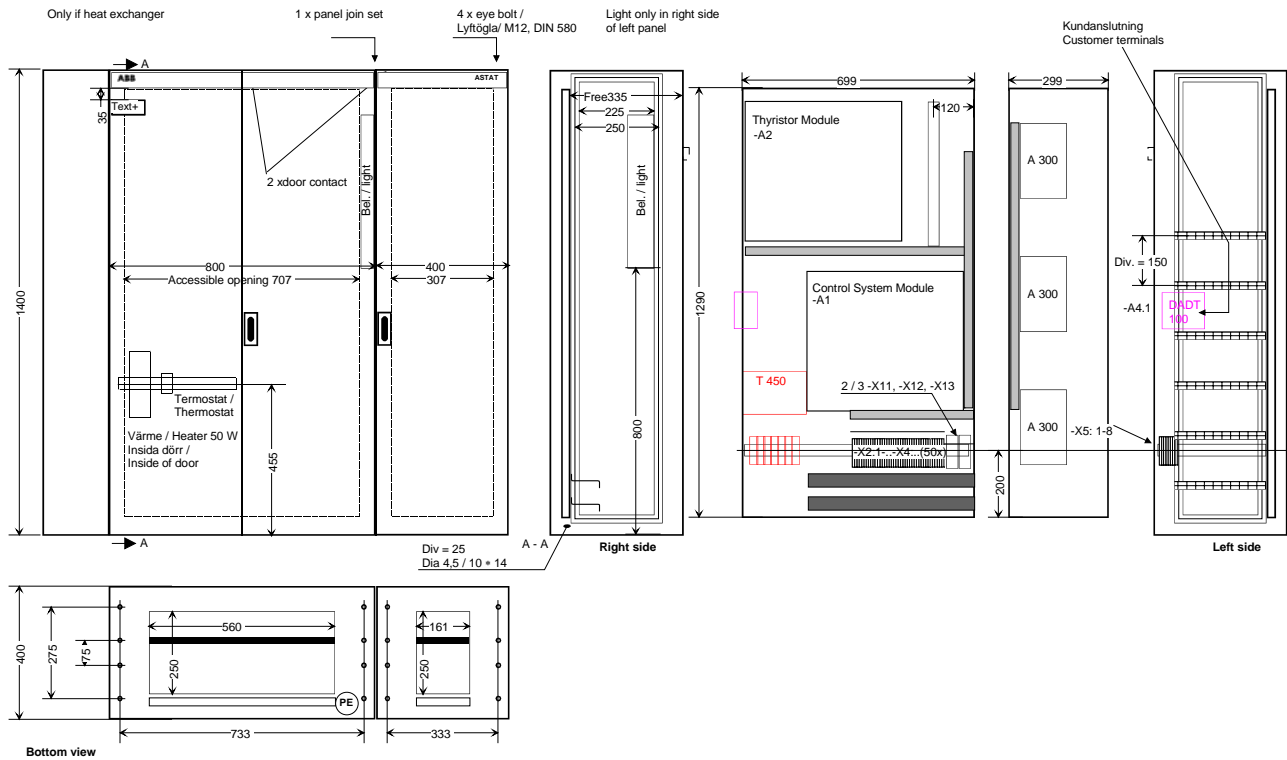 Only if heat exchanger
1 x panel join set
4 x eye bolt /
Lyftögla/ M12, DIN 580
Light only in right side
of left panel
Kundanslutning
Customer terminals
A
ABB
ASTAT
Text+
35
2 xdoor contact
Bel. / light
800
400
Accessible opening 707
307
1400
Termostat /
Thermostat
Värme / Heater 50 W
Insida dörr /
Inside of door
455
A
Free335
225
250
Bel. / light
800
A - A
Right side
Div = 25
Dia 4,5 / 10 * 14
699
120
Thyristor Module
-A2
1290
Control System Module
-A1
T 450
2 / 3 -X11, -X12, -X13
-X2.1-..-X4...(50x)
200
299
A 300
A 300
A 300
Div. = 150
-A4.1
DADT
100
-X5: 1-8
Left side
400
275
75
560
250
161
250
PE
733
333
Bottom view